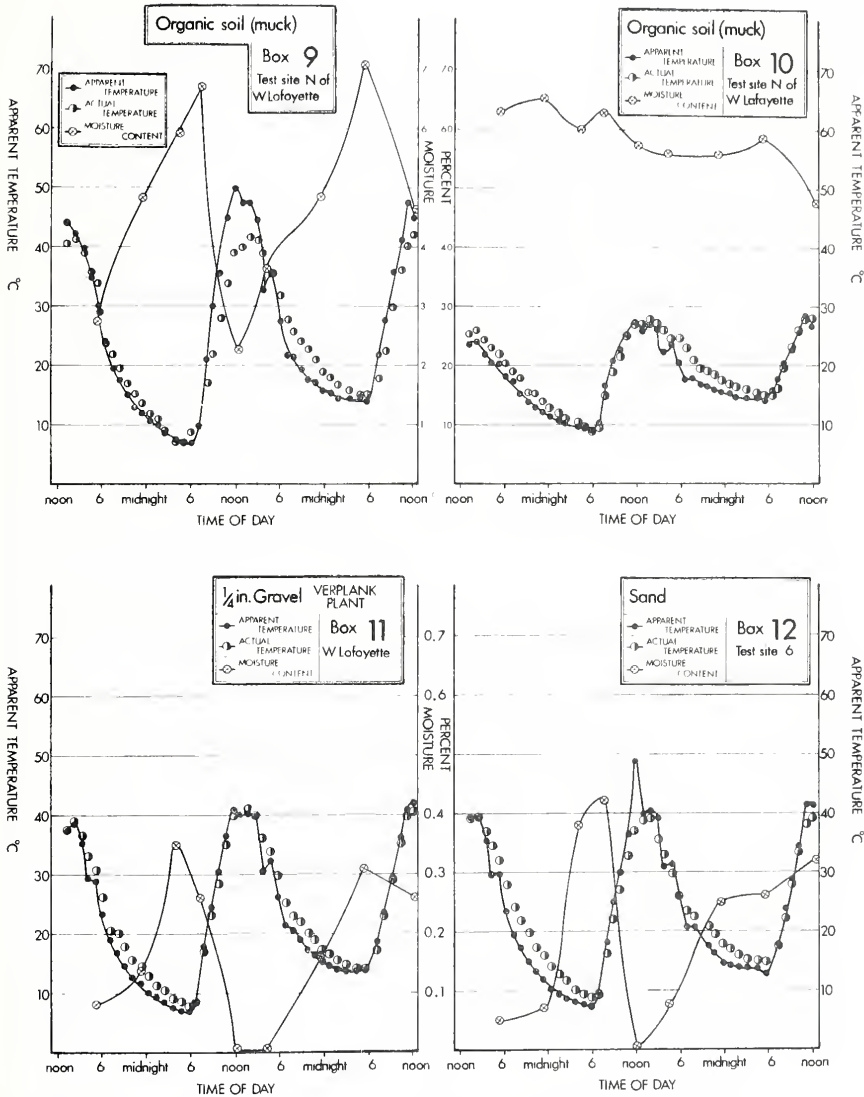 Organic soil (muck)
Box 9
Test site N of
W Lofoyette
APPARENT
TEMPERATURE
ACTUAL
TEMPERATURE
MOISTURE
CONTENT
APPARENT TEMPERATURE °C
70
60
50
40
30
20
10
PERCENT
MOISTURE
7
6
5
4
3
2
1
noon 6 midnight 6 noon 6 midnight 6 noon
TIME OF DAY
Organic soil (muck)
APPARENT
TEMPERATURE
ACTUAL
TEMPERATURE
MOISTURE
CONTENT
Box 10
Test site N of
W Lafayette
60
50
40
30
20
10
APPARENT TEMPERATURE °C
70
60
50
40
30
20
10
noon 6 midnight 6 noon 6 midnight 6 noon
TIME OF DAY
1/4 in. Gravel VERPLANK
PLANT
APPARENT
TEMPERATURE
ACTUAL
TEMPERATURE
MOISTURE
CONTENT
Box 11
W Lofayette
APPARENT TEMPERATURE °C
70
60
50
40
30
20
10
PERCENT
MOISTURE
0.7
0.6
0.4
0.3
0.2
0.1
noon 6 midnight 6 noon 6 midnight 6 noon
TIME OF DAY
Sand
APPARENT
TEMPERATURE
ACTUAL
TEMPERATURE
MOISTURE
CONTENT
Box 12
Test site 6
APPARENT TEMPERATURE °C
70
60
50
40
30
20
10
noon 6 midnight 6 noon 6 midnight 6 noon
TIME OF DAY